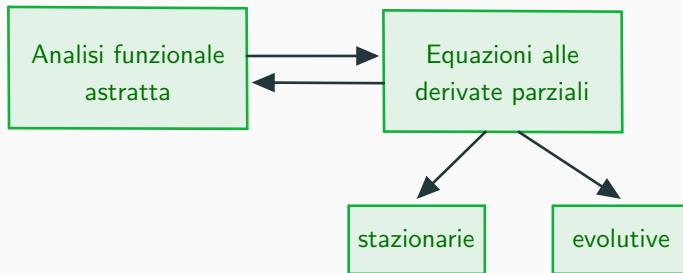 Analisi funzionale
astratta
Equazioni alle
derivate parziali
stazionarie
evolutive